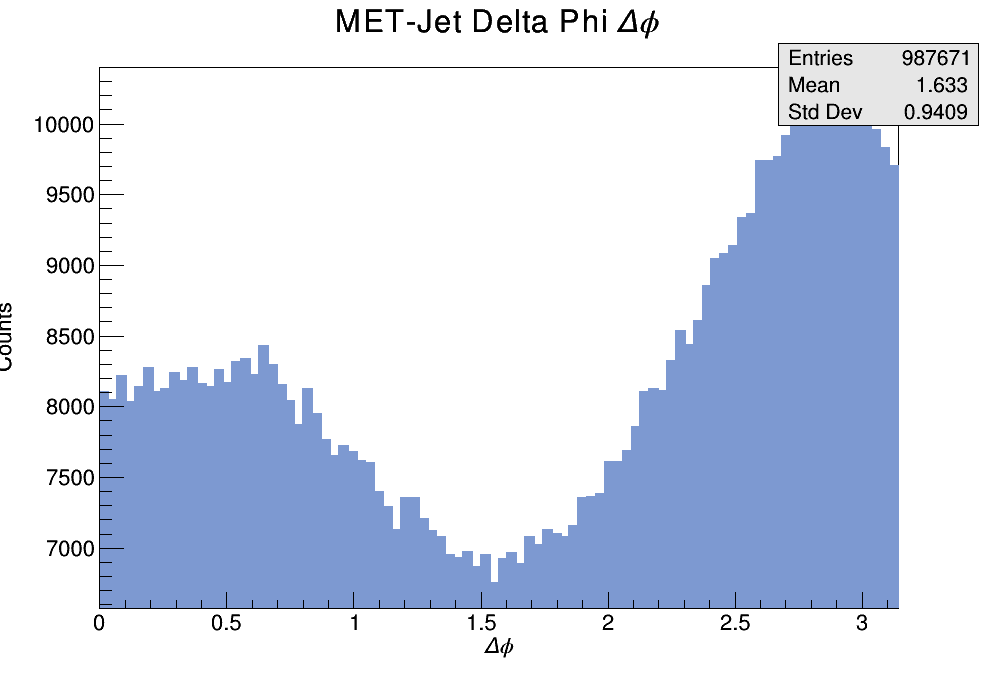 MET-Jet Delta Phi Δϕ
Entries 987671
Mean 1.633
Std Dev 0.9409
10000
9500
9000
8500
8000
7500
7000
Counts
0 0.5 1 1.5 2 2.5 3
Δϕ